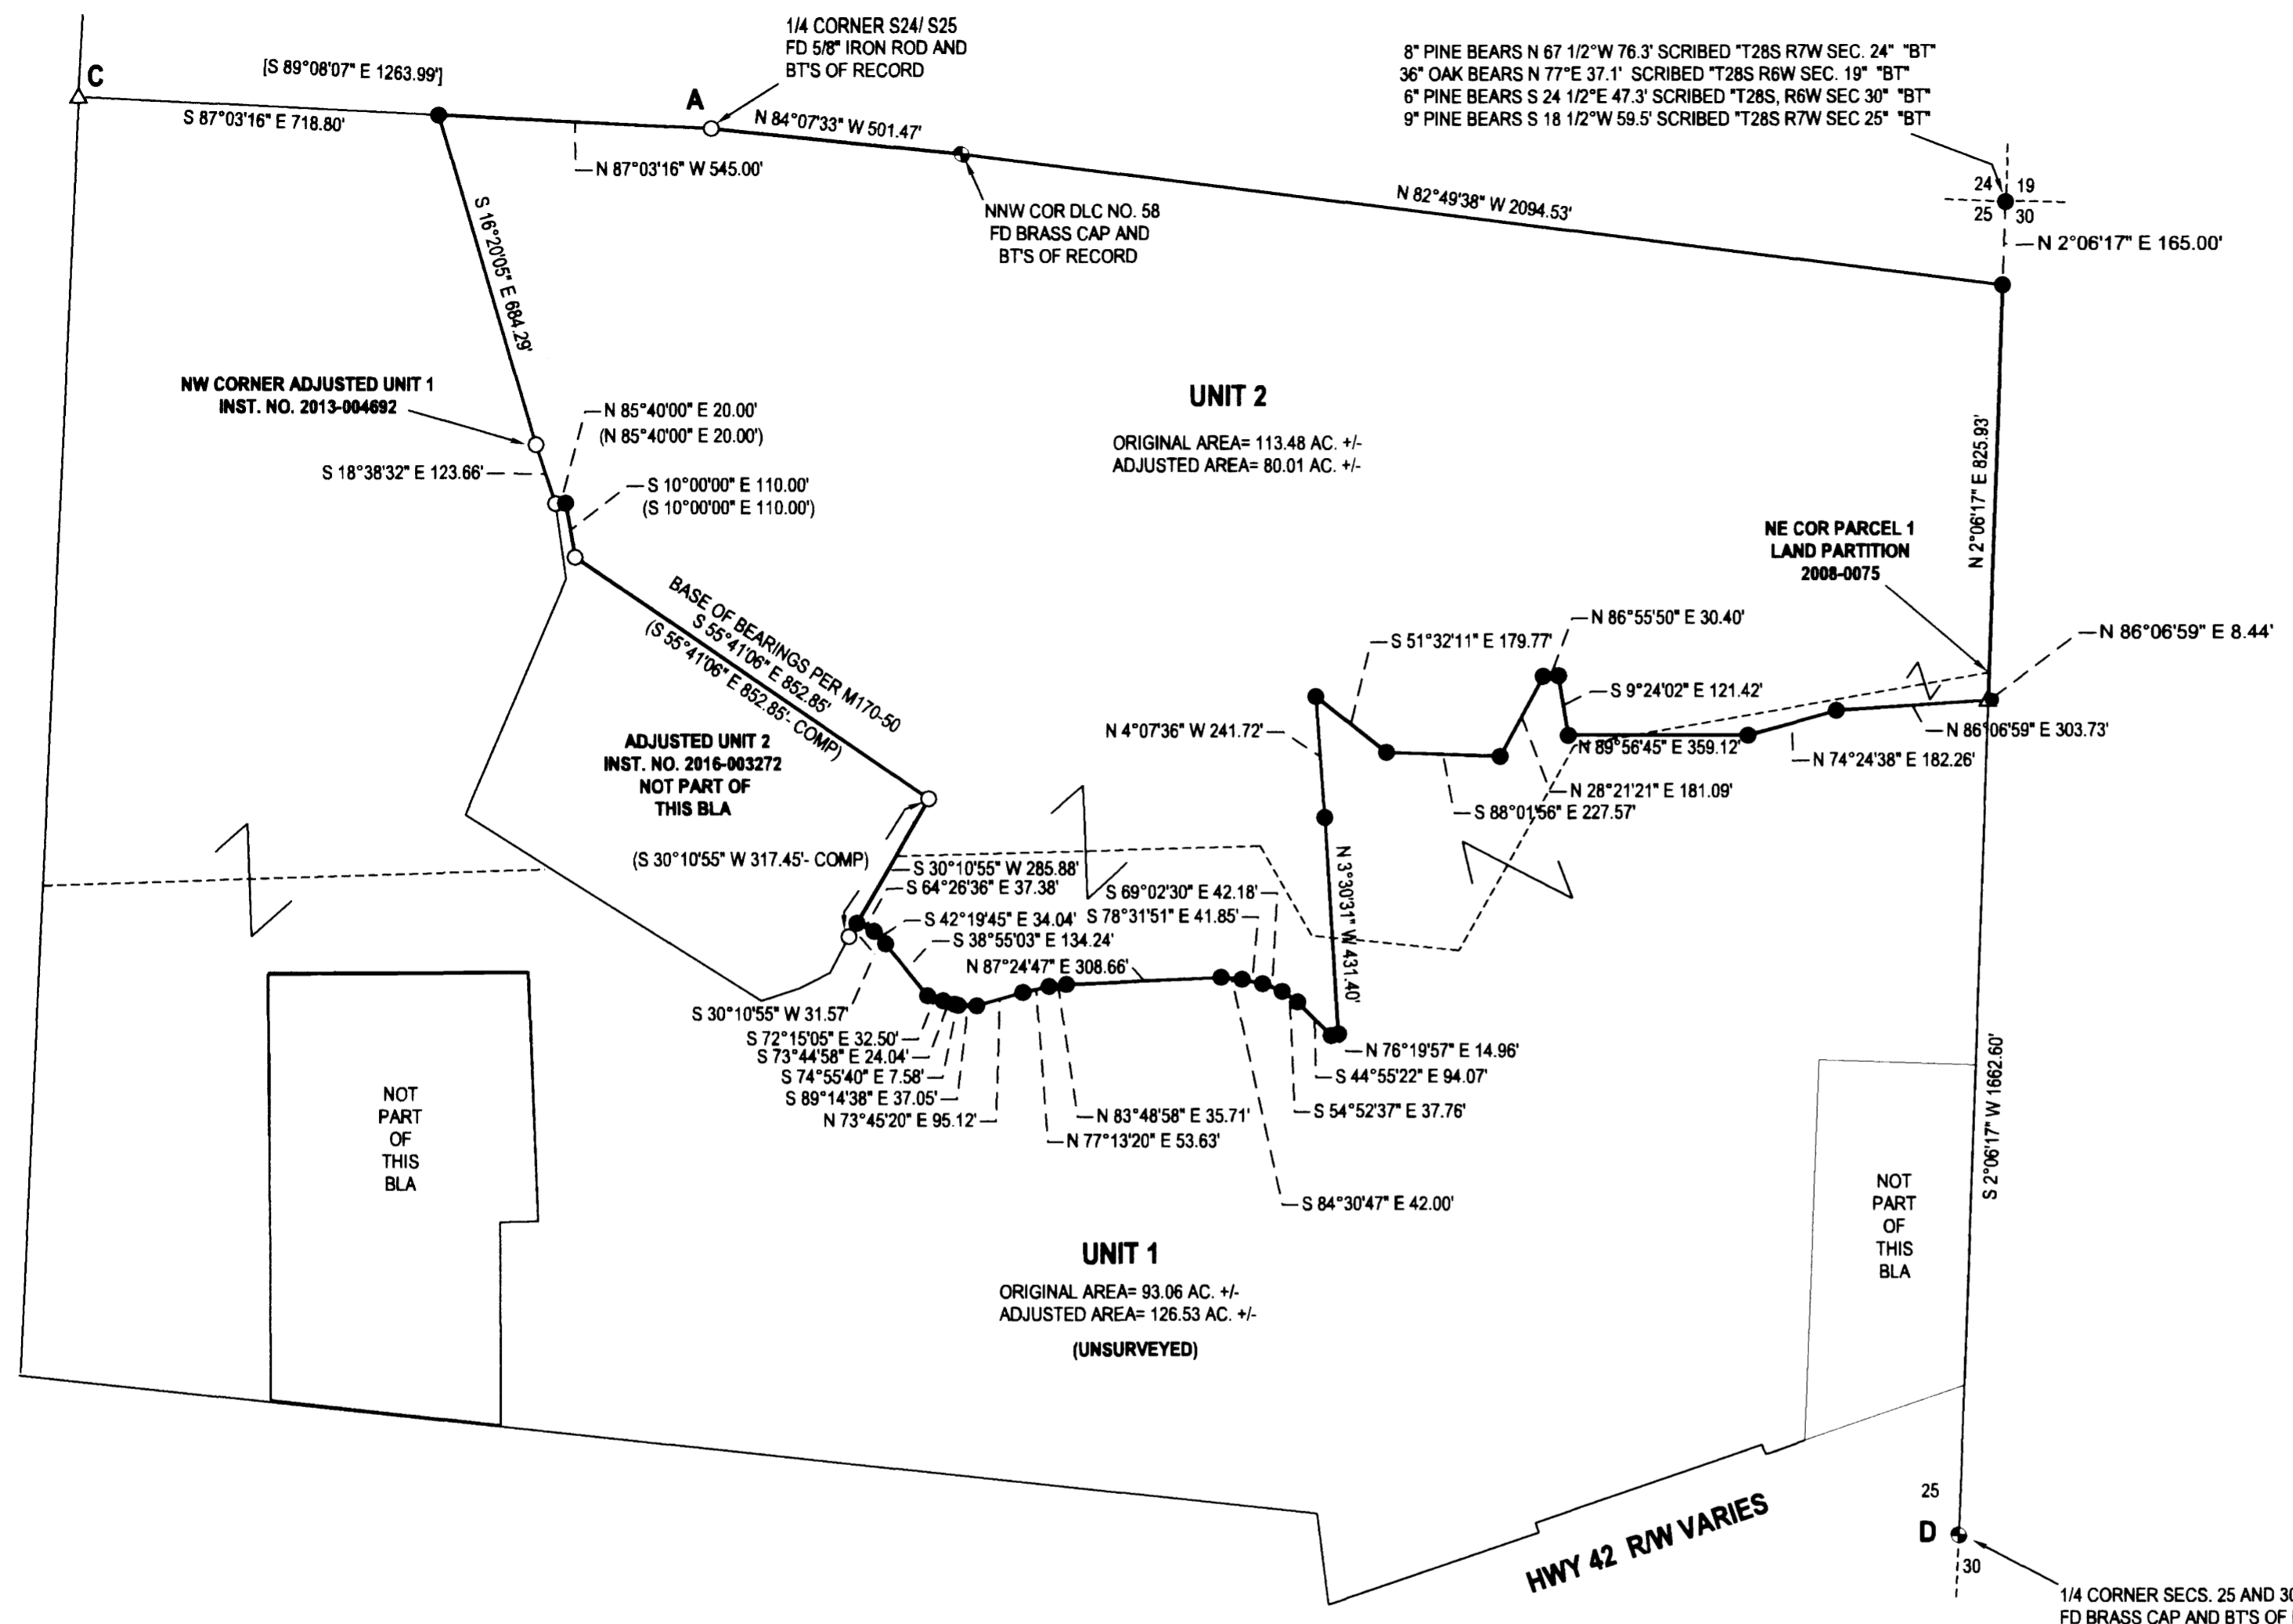 1/4 CORNER S24/ S25
FD 5/8" IRON ROD AND
BT'S OF RECORD
8" PINE BEARS N 67 1/2°W 76.3' SCRIBED "T28S R7W SEC. 24" "BT"
36" OAK BEARS N 77°E 37.1' SCRIBED "T28S R6W SEC. 19" "BT"
6" PINE BEARS S 24 1/2°E 47.3' SCRIBED "T28S, R6W SEC 30" "BT"
9" PINE BEARS S 18 1/2°W 59.5' SCRIBED "T28S R7W SEC 25" "BT"
C
[S 89°08'07" E 1263.99']
S 87°03'16" E 718.80'
A
N 84°07'33" W 501.47'
N 87°03'16" W 545.00'
NNW COR DLC NO. 58
FD BRASS CAP AND
BT'S OF RECORD
N 82°49'38" W 2094.53'
24 19
25 30
N 2°06'17" E 165.00'
S 16°20'05" E 684.29'
NW CORNER ADJUSTED UNIT 1
INST. NO. 2013-004692
N 85°40'00" E 20.00'
(N 85°40'00" E 20.00')
S 18°38'32" E 123.66'
S 10°00'00" E 110.00'
(S 10°00'00" E 110.00')
UNIT 2
ORIGINAL AREA= 113.48 AC. +/-
ADJUSTED AREA= 80.01 AC. +/-
N 2°06'17" E 825.93'
NE COR PARCEL 1
LAND PARTITION
2008-0075
BASE OF BEARINGS PER M170-50
S 55°41'06" E 852.85'
(S 55°41'06" E 852.85'- COMP)
N 86°55'50" E 30.40'
N 86°06'59" E 8.44'
S 51°32'11" E 179.77'
S 9°24'02" E 121.42'
N 4°07'36" W 241.72'
N 89°56'45" E 359.12'
N 86°06'59" E 303.73'
N 74°24'38" E 182.26'
N 28°21'21" E 181.09'
S 88°01'56" E 227.57'
ADJUSTED UNIT 2
INST. NO. 2016-003272
NOT PART OF
THIS BLA
(S 30°10'55" W 317.45'- COMP)
S 30°10'55" W 285.88'
S 64°26'36" E 37.38'
S 42°19'45" E 34.04'
S 38°55'03" E 134.24'
S 69°02'30" E 42.18'
S 78°31'51" E 41.85'
N 3°30'31" W 431.40'
N 87°24'47" E 308.66'
S 30°10'55" W 31.57'
S 72°15'05" E 32.50'
S 73°44'58" E 24.04'
S 74°55'40" E 7.58'
S 89°14'38" E 37.05'
N 73°45'20" E 95.12'
N 83°48'58" E 35.71'
N 77°13'20" E 53.63'
N 76°19'57" E 14.96'
S 44°55'22" E 94.07'
S 54°52'37" E 37.76'
S 84°30'47" E 42.00'
S 2°06'17" W 1662.60'
NOT
PART
OF
THIS
BLA
NOT
PART
OF
THIS
BLA
UNIT 1
ORIGINAL AREA= 93.06 AC. +/-
ADJUSTED AREA= 126.53 AC. +/-
(UNSURVEYED)
HWY 42 R/W VARIES
25
D
30
1/4 CORNER SECS. 25 AND 30
FD BRASS CAP AND BT'S OF